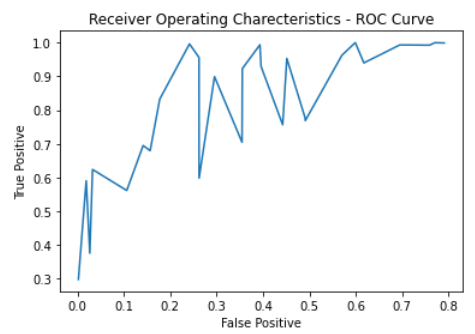 Receiver Operating Charecteristics - ROC Curve
1.0
0.9
0.8
0.7
0.6
0.5
0.4
0.3
True Positive
0.0 0.1 0.2 0.3 0.4 0.5 0.6 0.7 0.8
False Positive